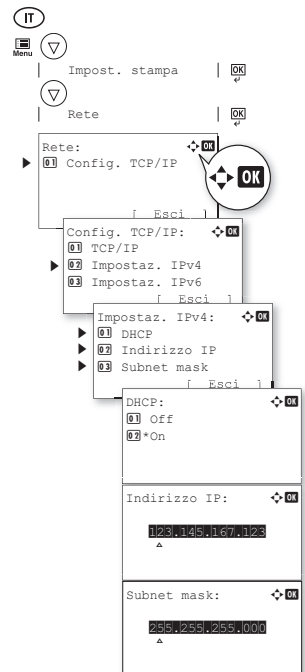 IT
Menu
Impost. stampa OK
Rete OK
Rete: OK
01 Config. TCP/IP
OK
[ Esci ]
Config. TCP/IP: OK
01 TCP/IP
02 Impostaz. IPv4
03 Impostaz. IPv6
[ Esci ]
Impostaz. IPv4: OK
01 DHCP
02 Indirizzo IP
03 Subnet mask
[ Esci ]
DHCP: OK
01 Off
02 *On
Indirizzo IP: OK
123.145.167.123
Subnet mask: OK
255.255.255.000